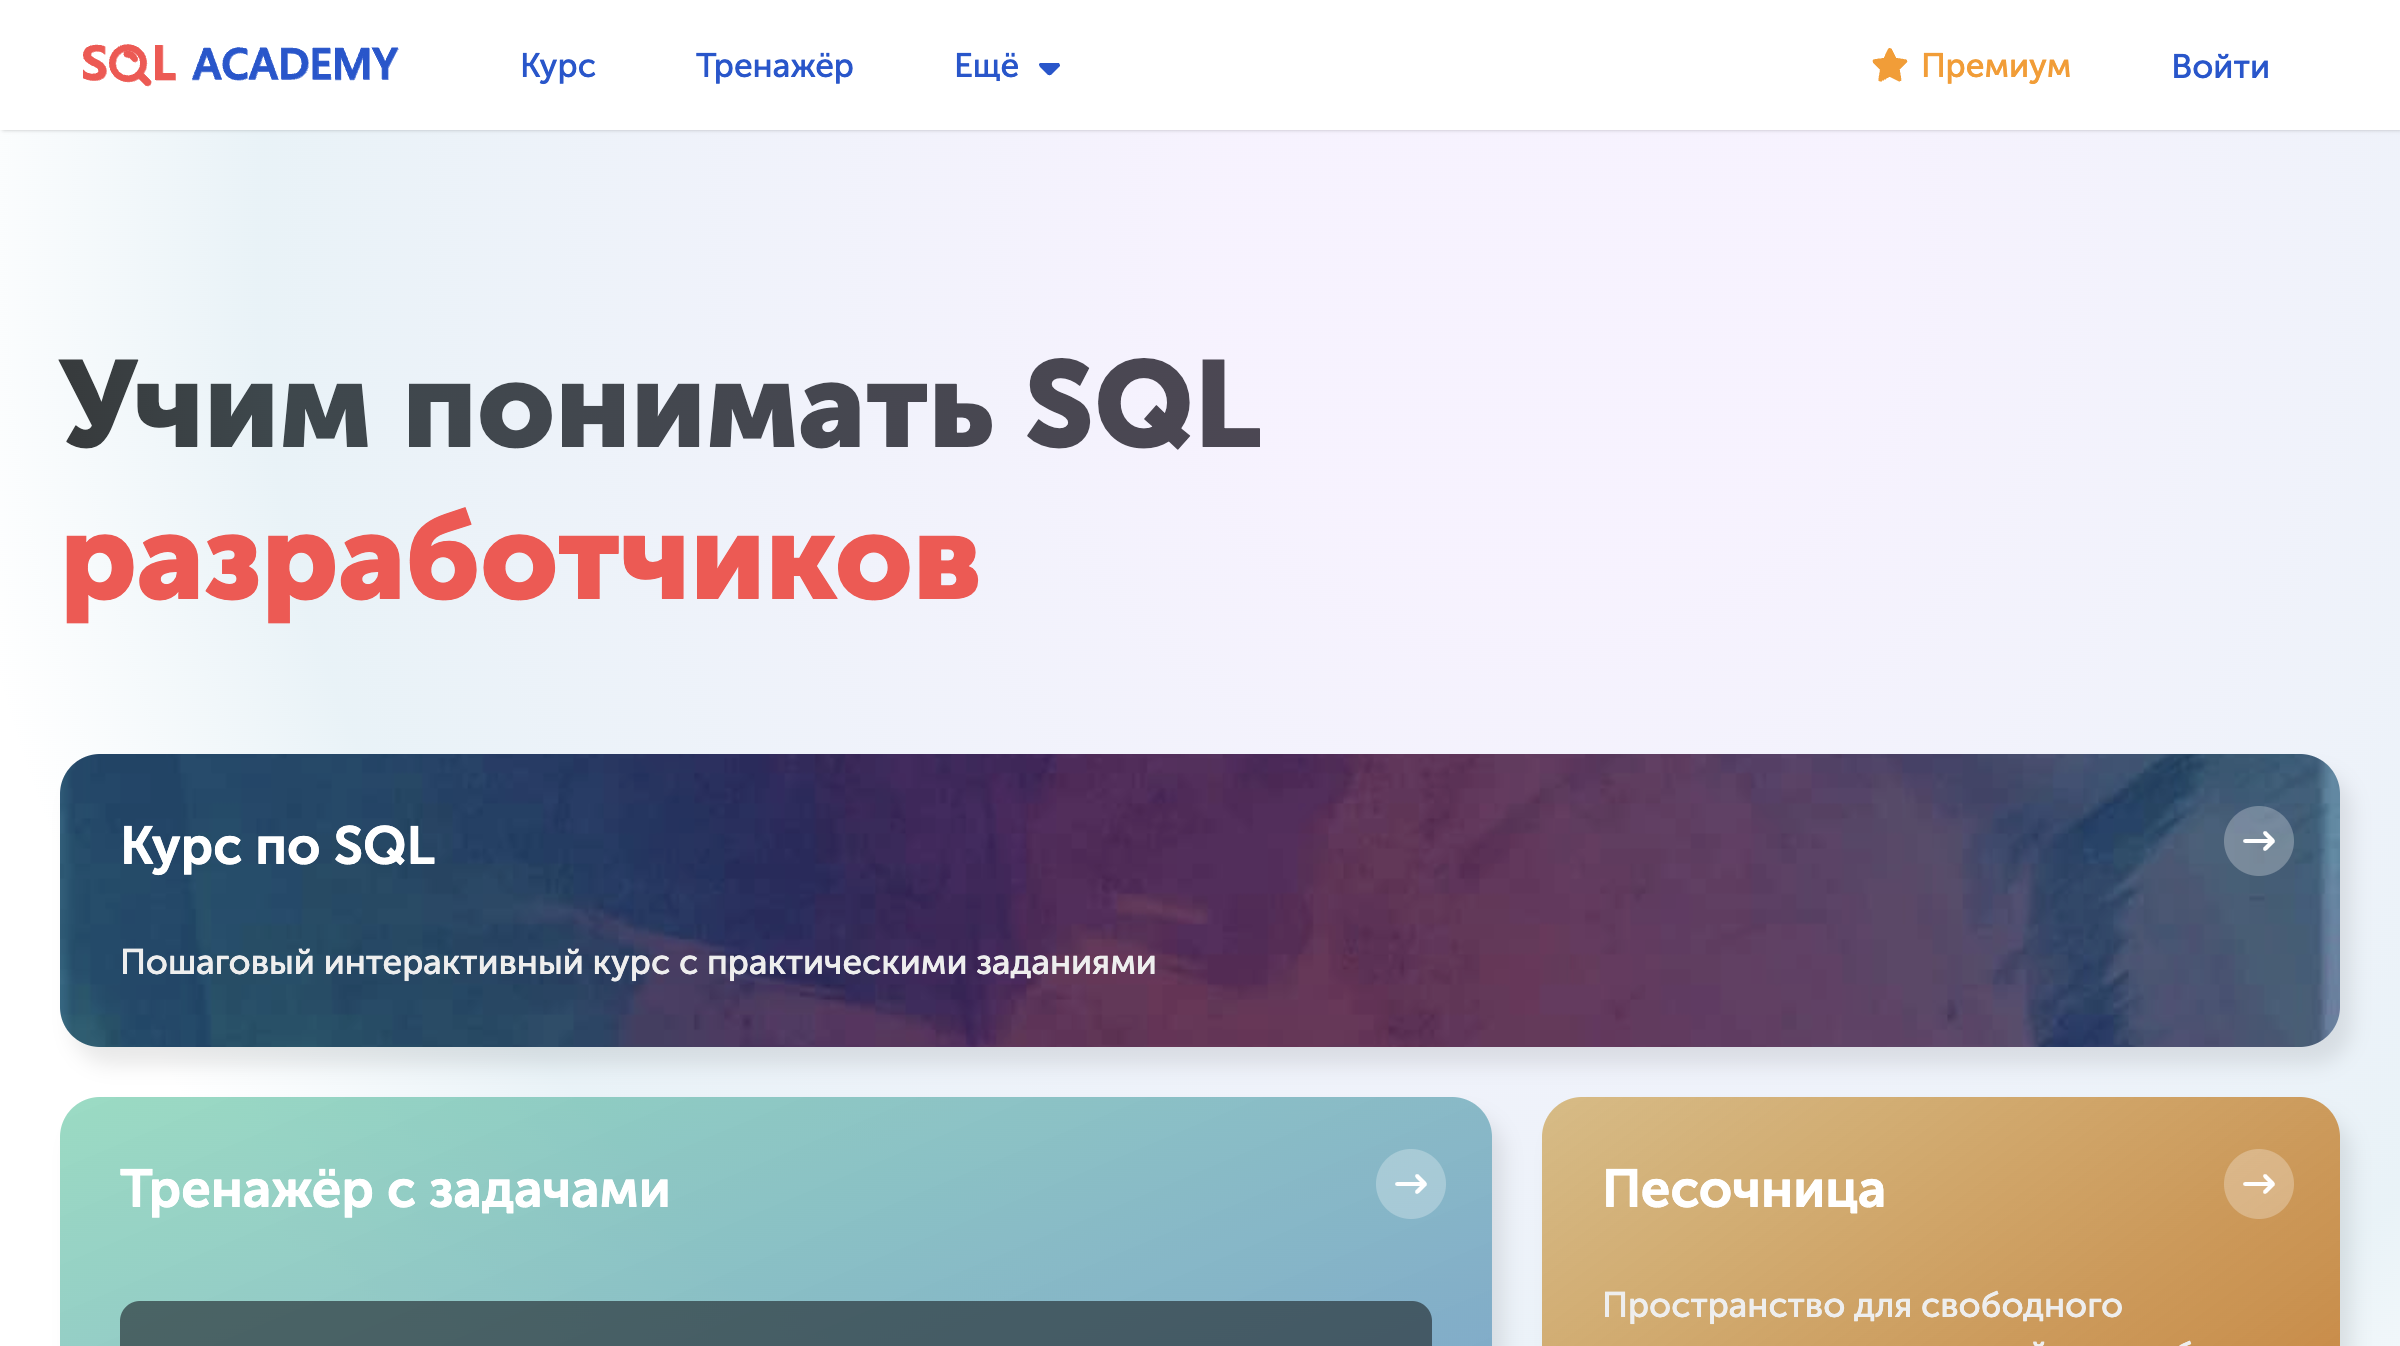 SQL ACADEMY
Курс
Тренажёр
Ещё
Премиум
Войти
Учим понимать SQL
разработчиков
Курс по SQL
Пошаговый интерактивный курс с практическими заданиями
Тренажёр с задачами
Песочница
Пространство для свободного